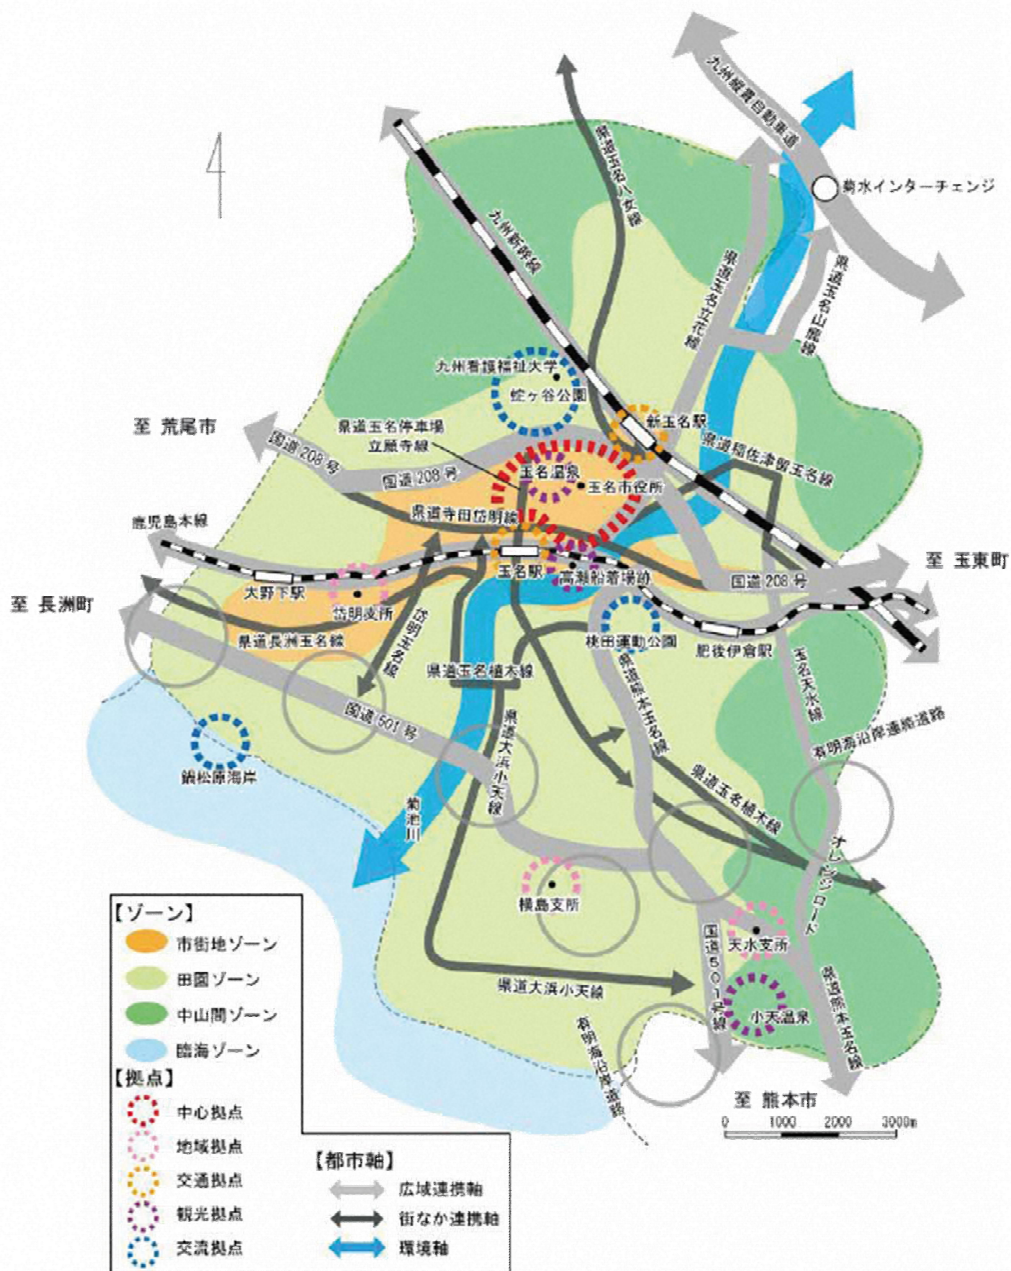 九州縦貫自動車道
菊水インターチェンジ
県道玉名八女線
九州新幹線
県道玉名立花線
県道玉名山鹿線
九州看護福祉大学
蛇ヶ谷公園
新玉名駅
至 荒尾市
県道玉名停車場
立願寺線
国道208号
国道208号
県道稲佐津留玉名線
玉名温泉
玉名市役所
県道寺田岱明線
鹿児島本線
玉名駅
高瀬船着場跡
国道208号
至 玉東町
大野下駅
岱明支所
至 長洲町
県道長洲玉名線
岱明玉名線
県道玉名植木線
桃田運動公園
肥後伊倉駅
県道熊本玉名線
玉名天水線
有明海沿岸連絡道路
国道501号
県道大浜小天線
鍋松原海岸
菊池川
県道玉名植木線
オレンジロード
横島支所
天水支所
国道501号線
県道大浜小天線
小天温泉
県道熊本玉名線
有明海沿岸道路
至 熊本市
0 1000 2000 3000m
【ゾーン】
市街地ゾーン
田園ゾーン
中山間ゾーン
臨海ゾーン
【拠点】
中心拠点
地域拠点
交通拠点
観光拠点
交流拠点
【都市軸】
広域連携軸
街なか連携軸
環境軸